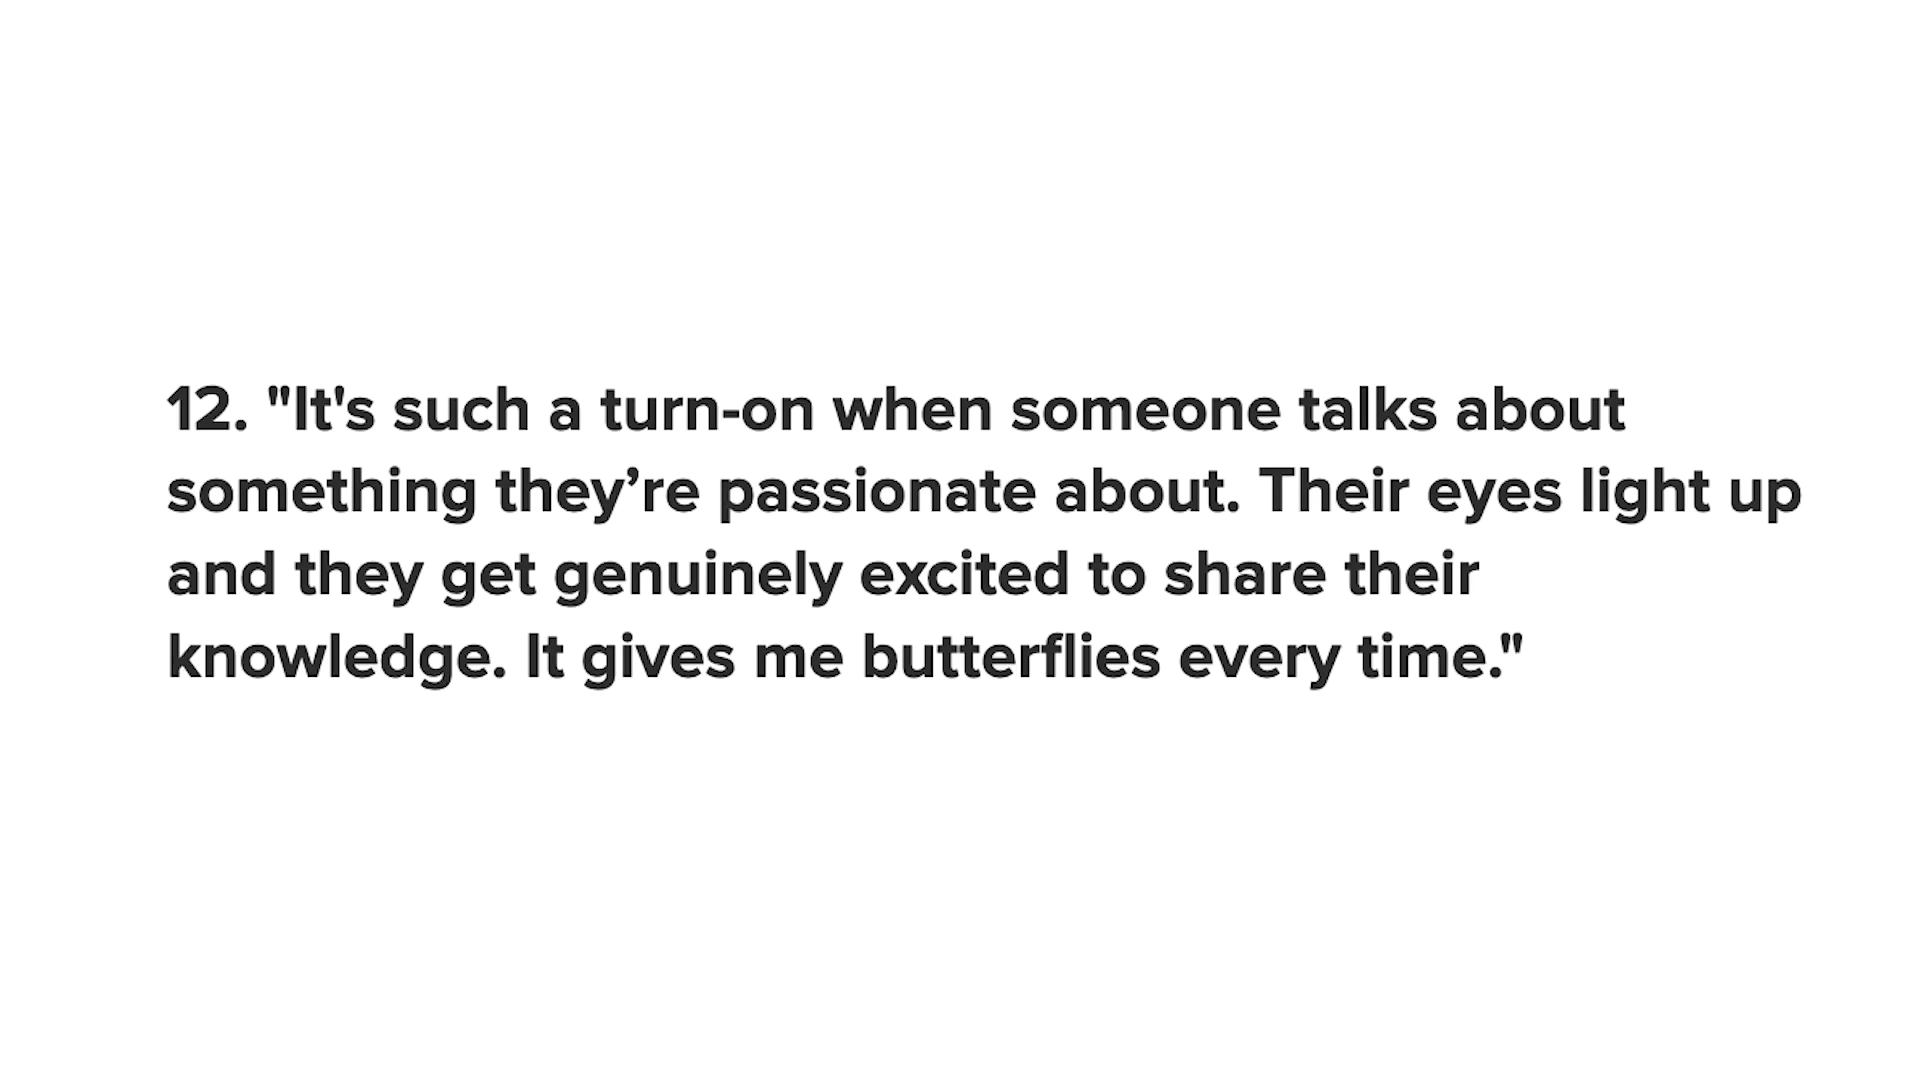 12. "It's such a turn-on when someone talks about
something they’re passionate about. Their eyes light up
and they get genuinely excited to share their
knowledge. It gives me butterflies every time."